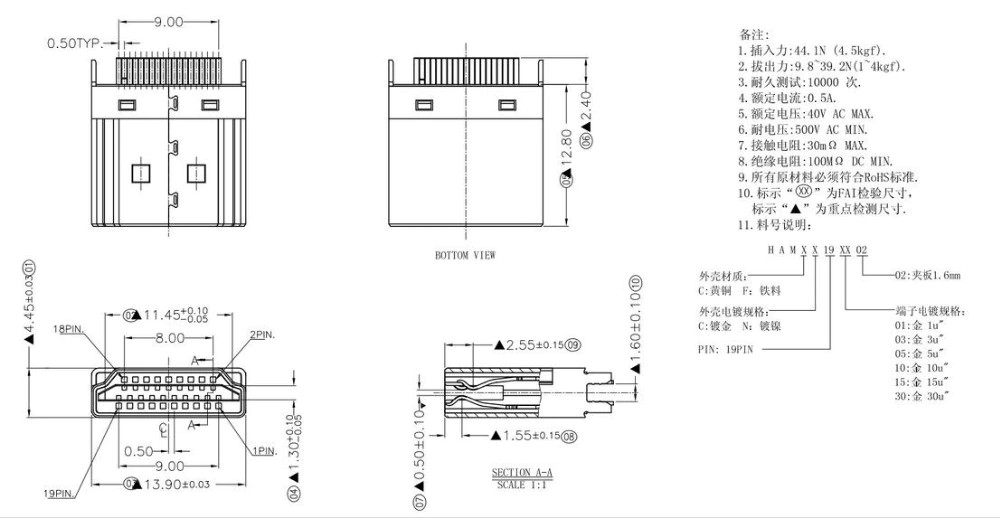 9.00
0.50TYP.
⑥▲2.40
⑤▲12.80
BOTTOM VIEW
①▲4.45±0.03
②▲11.45+0.10-0.05
18PIN.
8.00
2PIN.
A
A
℄
0.50
1PIN.
9.00
19PIN.
③▲13.90±0.03
④▲1.30+0.10-0.05
▲2.55±0.15⑨
▲1.60±0.10⑩
▲1.55±0.15⑧
⑦▲0.50±0.10
SECTION A-A
SCALE 1:1
备注:
1.插入力:44.1N (4.5kgf).
2.拔出力:9.8~39.2N(1~4kgf).
3.耐久测试:10000 次.
4.额定电流:0.5A.
5.额定电压:40V AC MAX.
6.耐电压:500V AC MIN.
7.接触电阻:30mΩ MAX.
8.绝缘电阻:100MΩ DC MIN.
9.所有原材料必须符合RoHS标准.
10.标示“ⓍⓍ”为FAI检验尺寸,
标示“▲”为重点检测尺寸.
11.料号说明:
H A M X X 19 XX 02
外壳材质:
C:黄铜 F: 铁料
外壳电镀规格:
C:镀金 N: 镀镍
PIN: 19PIN
02:夹板1.6mm
端子电镀规格:
01:金 1u"
03:金 3u"
05:金 5u"
10:金 10u"
15:金 15u"
30:金 30u"